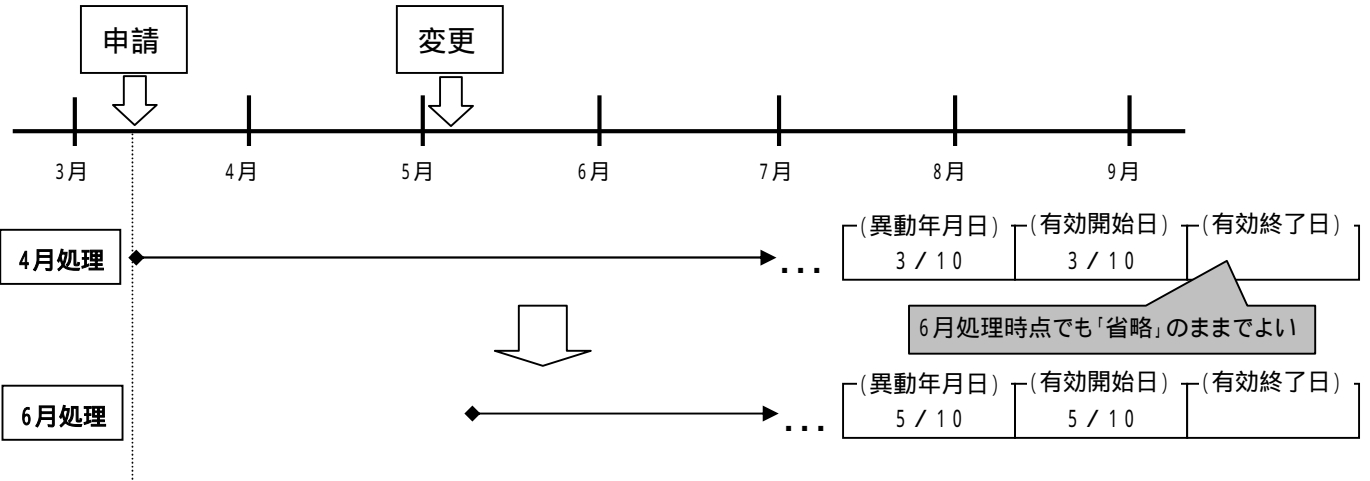 申請
変更
3月
4月
5月
6月
7月
8月
9月
4月処理
...
(異動年月日)
(有効開始日)
(有効終了日)
3/10
3/10
6月処理時点でも「省略」のままでよい
6月処理
...
(異動年月日)
(有効開始日)
(有効終了日)
5/10
5/10